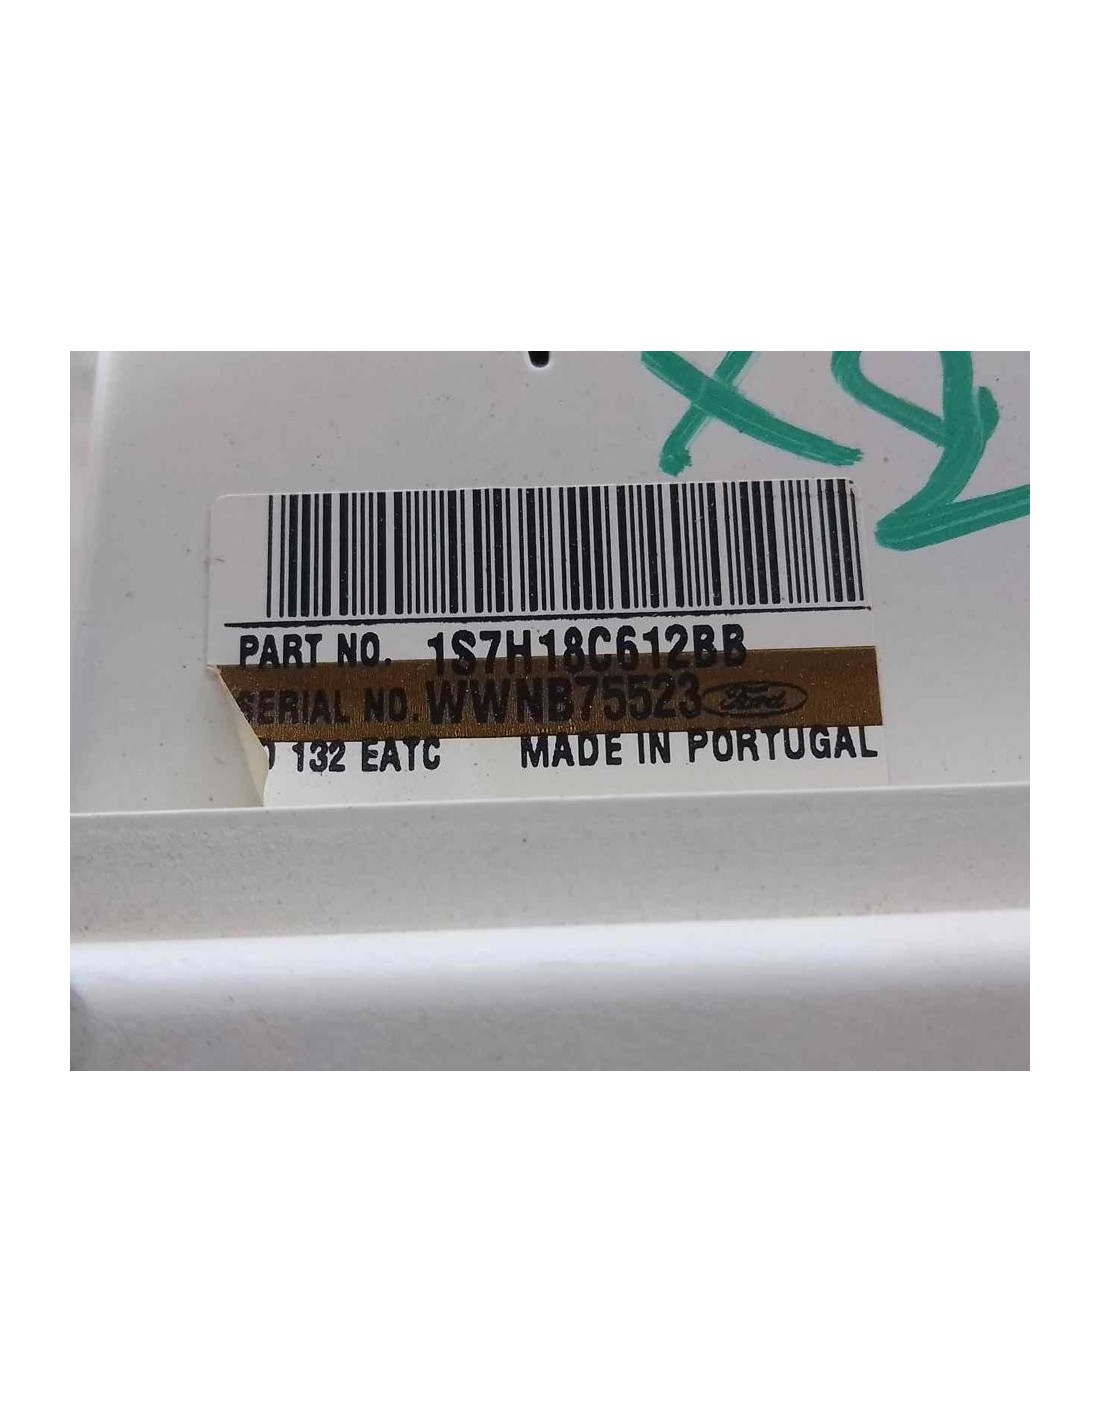 PART NO. 1S7H18C612BB
SERIAL NO. WWNB75523 Ford
132 EATC MADE IN PORTUGAL